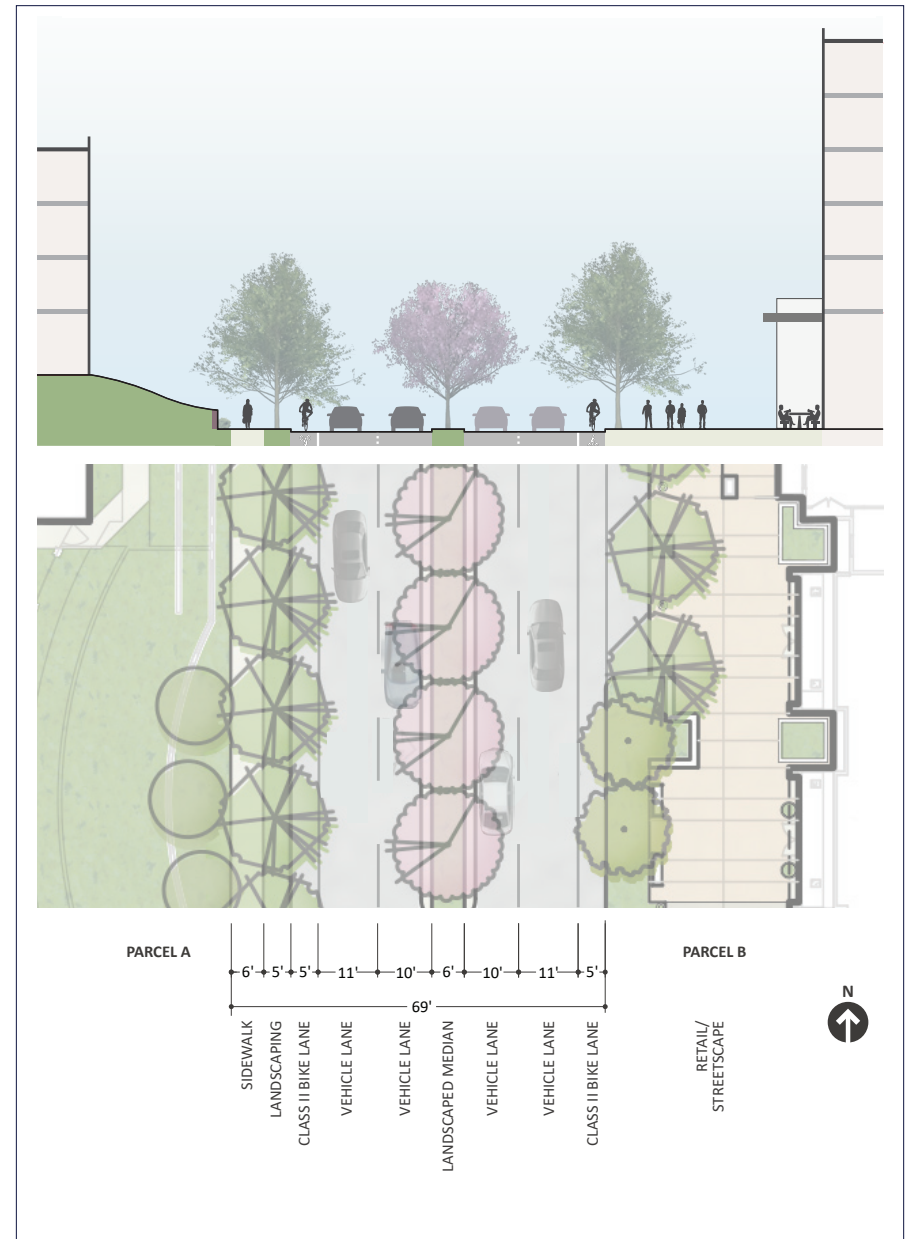 PARCEL A
PARCEL B
6' 5' 5' 11' 10' 6' 10' 11' 5'
69'
N
SIDEWALK
LANDSCAPING
CLASS II BIKE LANE
VEHICLE LANE
VEHICLE LANE
LANDSCAPED MEDIAN
VEHICLE LANE
VEHICLE LANE
CLASS II BIKE LANE
RETAIL/
STREETSCAPE